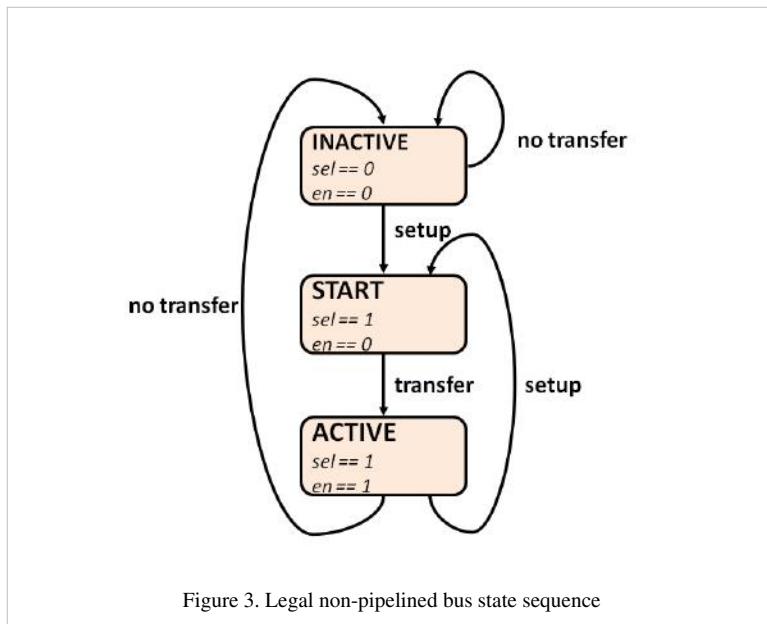 INACTIVE
sel == 0
en == 0
no transfer
setup
START
sel == 1
en == 0
no transfer
transfer
setup
ACTIVE
sel == 1
en == 1
Figure 3. Legal non-pipelined bus state sequence